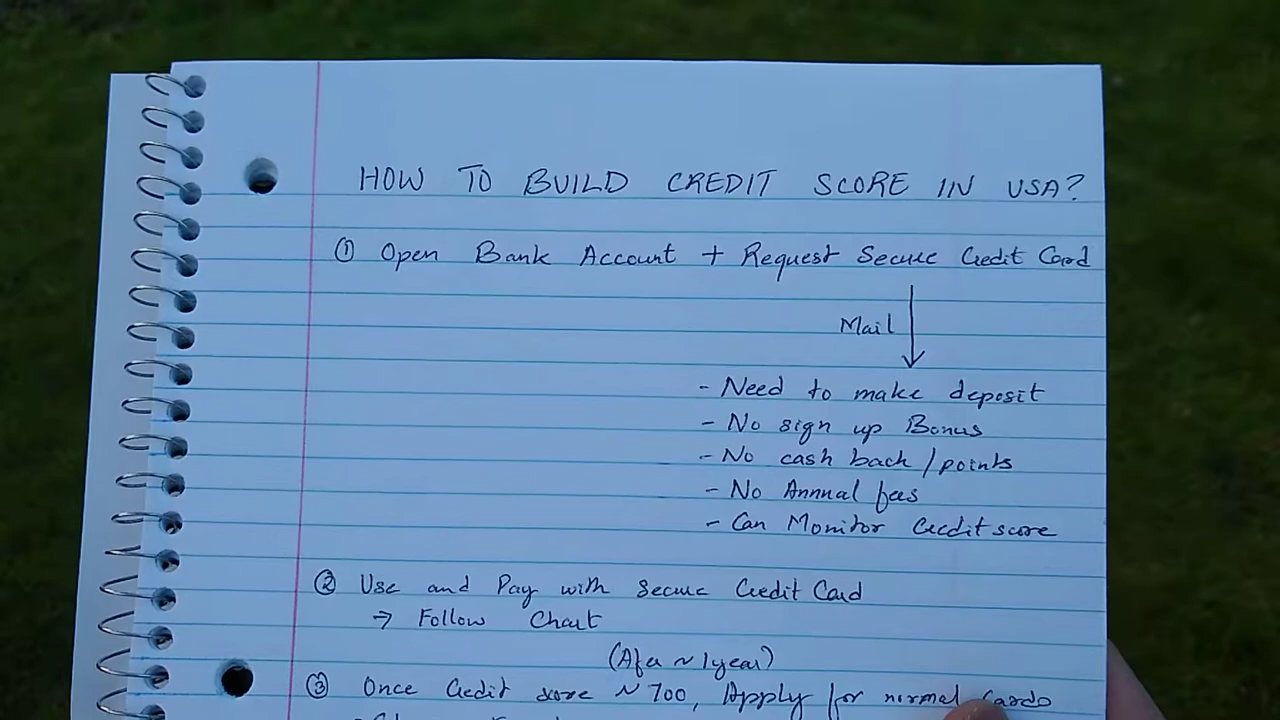 HOW TO BUILD CREDIT SCORE IN USA?
① Open Bank Account + Request Secure Credit Card
Mail
- Need to make deposit
- No sign up Bonus
- No cash back / points
- No Annual fees
- Can Monitor Credit score
② Use and Pay with Secure Credit Card
→ Follow Chart
(After ~ 1 year)
③ Once Credit score ~ 700, Apply for normal Cards